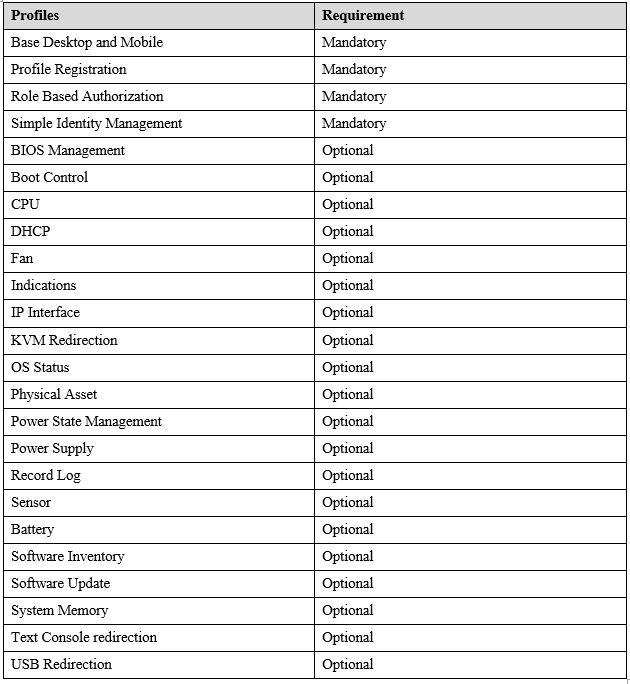 Profiles Requirement
Base Desktop and Mobile Mandatory
Profile Registration Mandatory
Role Based Authorization Mandatory
Simple Identity Management Mandatory
BIOS Management Optional
Boot Control Optional
CPU Optional
DHCP Optional
Fan Optional
Indications Optional
IP Interface Optional
KVM Redirection Optional
OS Status Optional
Physical Asset Optional
Power State Management Optional
Power Supply Optional
Record Log Optional
Sensor Optional
Battery Optional
Software Inventory Optional
Software Update Optional
System Memory Optional
Text Console redirection Optional
USB Redirection Optional